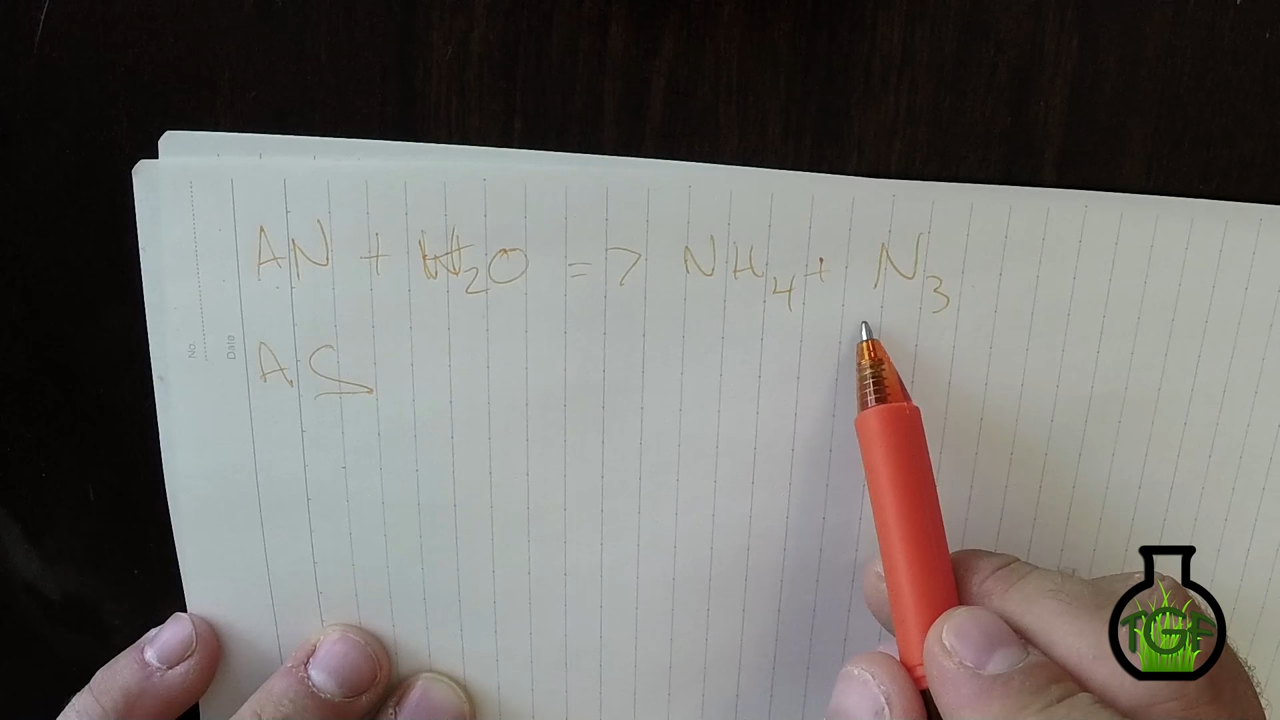 AN + H₂O => NH₄+ N₃
AS
No.
Date
TGF